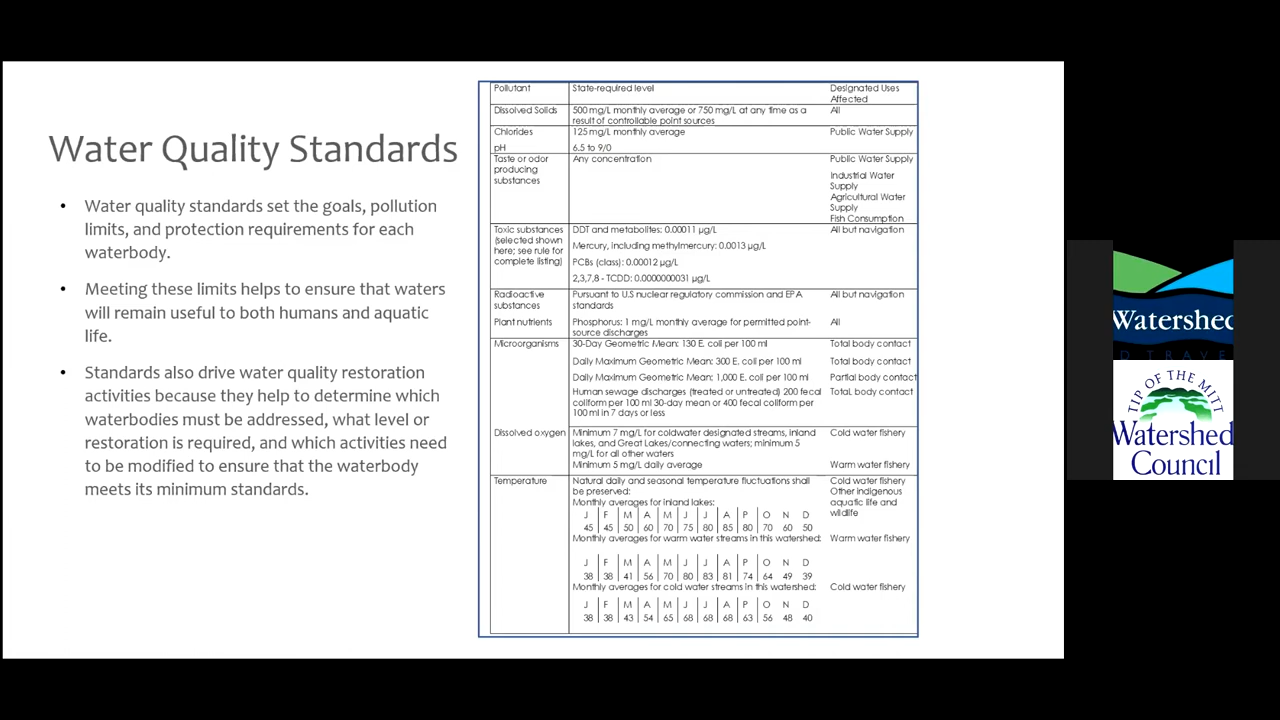 Water Quality Standards
• Water quality standards set the goals, pollution
limits, and protection requirements for each
waterbody.
• Meeting these limits helps to ensure that waters
will remain useful to both humans and aquatic
life.
• Standards also drive water quality restoration
activities because they help to determine which
waterbodies must be addressed, what level or
restoration is required, and which activities need
to be modified to ensure that the waterbody
meets its minimum standards.
Pollutant State-required level Designated Uses
Affected
Dissolved Solids 500 mg/L monthly average or 750 mg/L at any time as a All
result of controllable point sources
Chlorides 125 mg/L monthly average Public Water Supply
pH 6.5 to 9/0
Taste or odor Any concentration Public Water Supply
producing
substances Industrial Water
Supply
Agricultural Water
Supply
Fish Consumption
Toxic substances DDT and metabolites: 0.00011 µg/L All but navigation
(selected shown
here; see rule for Mercury, including methylmercury: 0.0013 µg/L
complete listing) PCBs (class): 0.00012 µg/L
2,3,7,8 - TCDD: 0.0000000031 µg/L
Radioactive Pursuant to U.S nuclear regulatory commission and EPA All but navigation
substances standards
Plant nutrients Phosphorus: 1 mg/L monthly average for permitted point- All
source discharges
Microorganisms 30-Day Geometric Mean: 130 E. coli per 100 ml Total body contact
Daily Maximum Geometric Mean: 300 E. coli per 100 ml Total body contact
Daily Maximum Geometric Mean: 1,000 E. coli per 100 ml Partial body contact
Human sewage discharges (treated or untreated) 200 fecal TotaL body contact
coliform per 100 ml 30-day mean or 400 fecal coliform per
100 ml in 7 days or less
Dissolved oxygen Minimum 7 mg/L for coldwater designated streams, inland Cold water fishery
lakes, and Great Lakes/connecting waters; minimum 5
mg/L for all other waters
Minimum 5 mg/L daily average Warm water fishery
Temperature Natural daily and seasonal temperature fluctuations shall Cold water fishery
be preserved: Other indigenous
Monthly averages for inland lakes: aquatic life and
wildlife
J F M A M J J A P O N D
45 45 50 60 70 75 80 85 80 70 60 50
Monthly averages for warm water streams in this watershed: Warm water fishery
J F M A M J J A P O N D
38 38 41 56 70 80 83 81 74 64 49 39
Monthly averages for cold water streams in this watershed: Cold water fishery
J F M A M J J A P O N D
38 38 43 54 65 68 68 68 63 56 48 40
Watershed
D TRAVE
TIP OF THE MITT
Watershed
Council